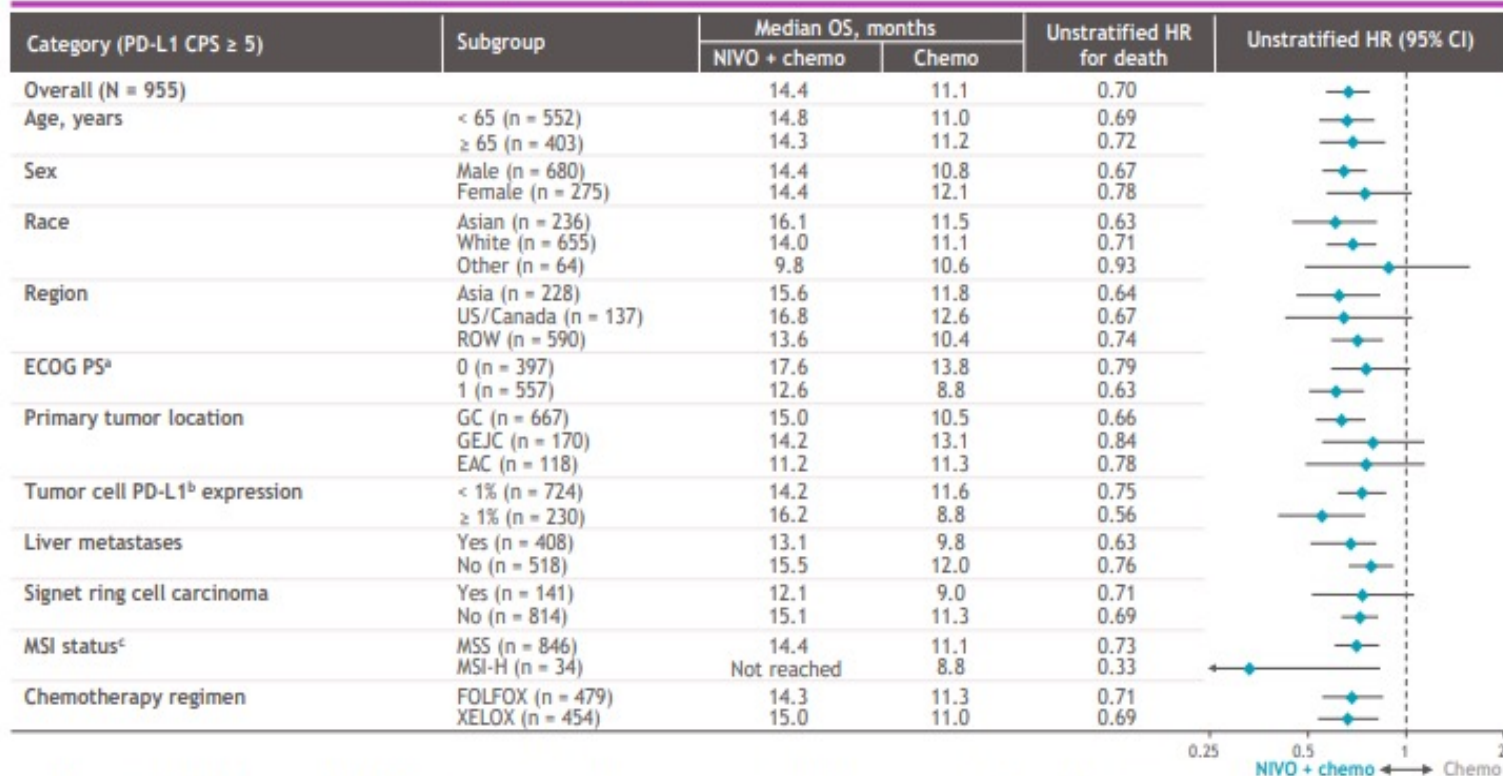 Category (PD-L1 CPS ≥ 5) Subgroup Median OS, months Unstratified HR for death Unstratified HR (95% CI)
NIVO + chemo Chemo
Overall (N = 955) 14.4 11.1 0.70
Age, years < 65 (n = 552) 14.8 11.0 0.69
≥ 65 (n = 403) 14.3 11.2 0.72
Sex Male (n = 680) 14.4 10.8 0.67
Female (n = 275) 14.4 12.1 0.78
Race Asian (n = 236) 16.1 11.5 0.63
White (n = 655) 14.0 11.1 0.71
Other (n = 64) 9.8 10.6 0.93
Region Asia (n = 228) 15.6 11.8 0.64
US/Canada (n = 137) 16.8 12.6 0.67
ROW (n = 590) 13.6 10.4 0.74
ECOG PSª 0 (n = 397) 17.6 13.8 0.79
1 (n = 557) 12.6 8.8 0.63
Primary tumor location GC (n = 667) 15.0 10.5 0.66
GEJC (n = 170) 14.2 13.1 0.84
EAC (n = 118) 11.2 11.3 0.78
Tumor cell PD-L1ᵇ expression < 1% (n = 724) 14.2 11.6 0.75
≥ 1% (n = 230) 16.2 8.8 0.56
Liver metastases Yes (n = 408) 13.1 9.8 0.63
No (n = 518) 15.5 12.0 0.76
Signet ring cell carcinoma Yes (n = 141) 12.1 9.0 0.71
No (n = 814) 15.1 11.3 0.69
MSI statusᶜ MSS (n = 846) 14.4 11.1 0.73
MSI-H (n = 34) Not reached 8.8 0.33
Chemotherapy regimen FOLFOX (n = 479) 14.3 11.3 0.71
XELOX (n = 454) 15.0 11.0 0.69
0.25 0.5 1 2
NIVO + chemo Chemo